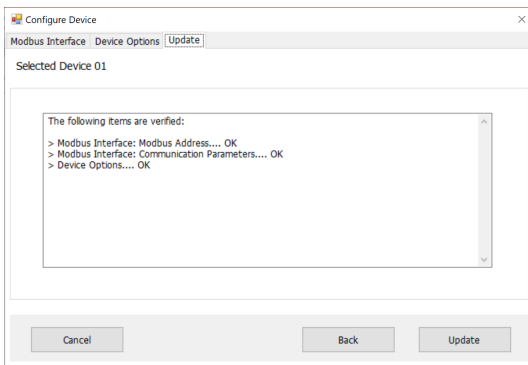 Configure Device
Modbus Interface Device Options Update
Selected Device 01
The following items are verified:
> Modbus Interface: Modbus Address.... OK
> Modbus Interface: Communication Parameters.... OK
> Device Options.... OK
Cancel Back Update